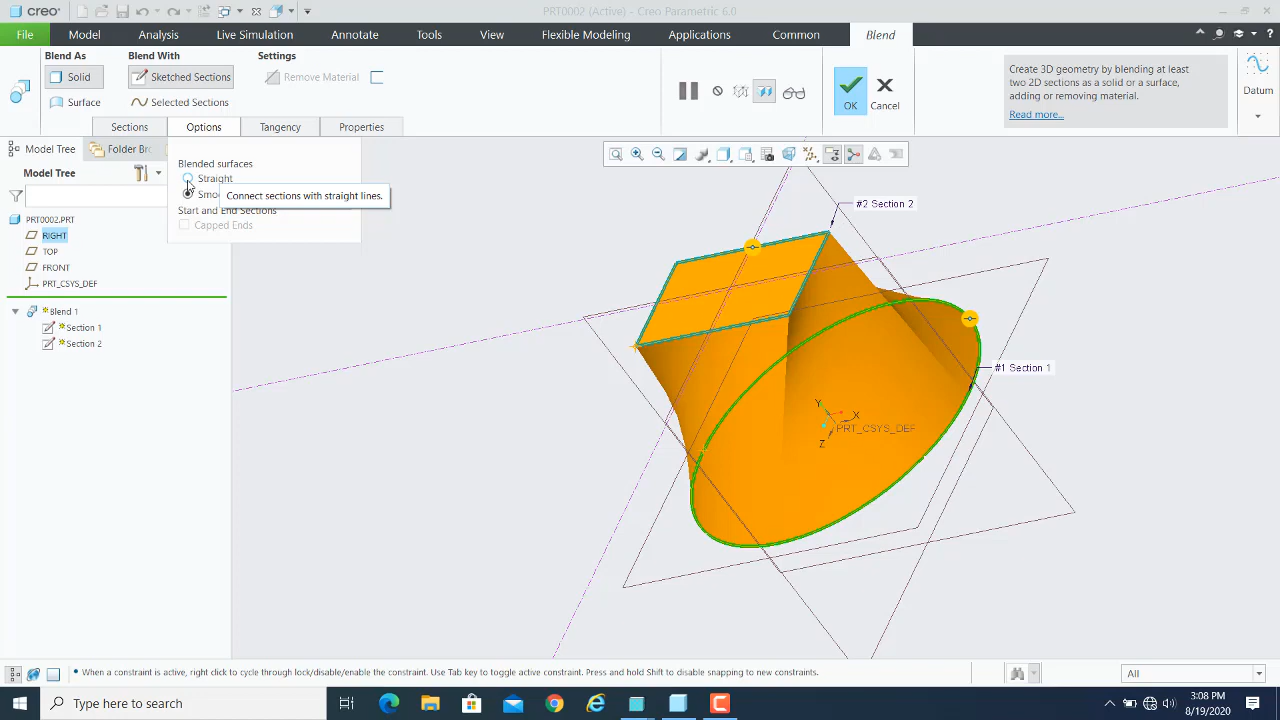 creo
PRT0002 (Active) - Creo Parametric 6.0
File Model Analysis Live Simulation Annotate Tools View Flexible Modeling Applications Common Blend
Blend As Blend With Settings
Solid Sketched Sections Remove Material
Surface Selected Sections
OK Cancel
Create 3D geometry by blending at least
two 2D sections as a solid or a surface,
adding or removing material.
Read more...
Datum
Sections Options Tangency Properties
Model Tree Folder Br
Model Tree
Blended surfaces
Straight
Smo
Connect sections with straight lines.
Start and End Sections
Capped Ends
PRT0002.PRT
RIGHT
TOP
FRONT
PRT_CSYS_DEF
Blend 1
Section 1
Section 2
#2 Section 2
#1 Section 1
Y
X
PRT_CSYS_DEF
Z
When a constraint is active, right click to cycle through lock/disable/enable the constraint. Use Tab key to toggle active constraint. Press and hold Shift to disable snapping to new constraints.
All
Type here to search
3:08 PM
8/19/2020